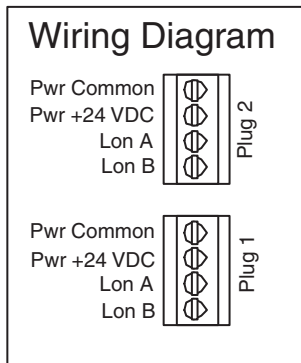 Wiring Diagram
Pwr Common
Pwr +24 VDC
Lon A
Lon B
Plug 2
Pwr Common
Pwr +24 VDC
Lon A
Lon B
Plug 1